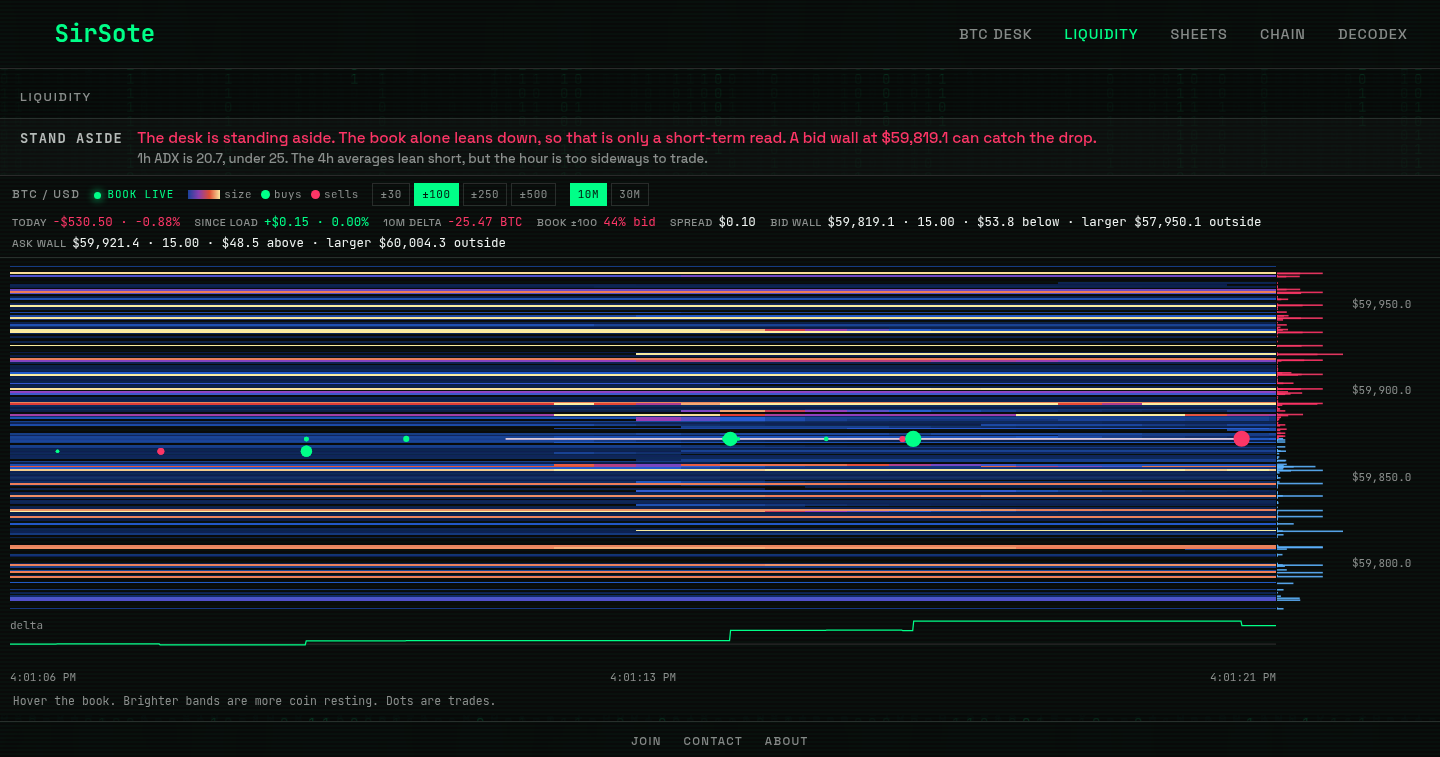 SirSote
BTC DESK LIQUIDITY SHEETS CHAIN DECODEX
LIQUIDITY
STAND ASIDE The desk is standing aside. The book alone leans down, so that is only a short-term read. A bid wall at $59,819.1 can catch the drop.
1h ADX is 20.7, under 25. The 4h averages lean short, but the hour is too sideways to trade.
BTC / USD BOOK LIVE size buys sells ±30 ±100 ±250 ±500 10M 30M
TODAY -$530.50 · -0.88% SINCE LOAD +$0.15 · 0.00% 10M DELTA -25.47 BTC BOOK ±100 44% bid SPREAD $0.10 BID WALL $59,819.1 · 15.00 · $53.8 below · larger $57,950.1 outside
ASK WALL $59,921.4 · 15.00 · $48.5 above · larger $60,004.3 outside
$59,950.0
$59,900.0
$59,850.0
$59,800.0
delta
4:01:06 PM 4:01:13 PM 4:01:21 PM
Hover the book. Brighter bands are more coin resting. Dots are trades.
JOIN CONTACT ABOUT